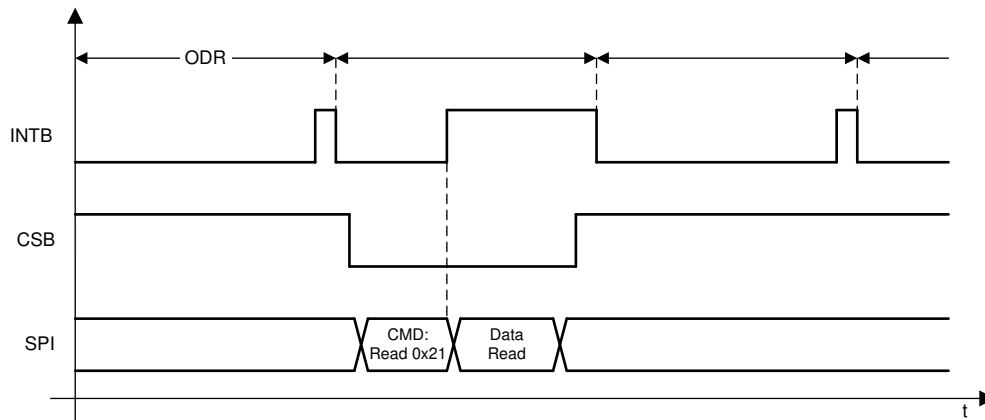 ODR
INTB
CSB
SPI
CMD:
Read 0x21
Data
Read
t